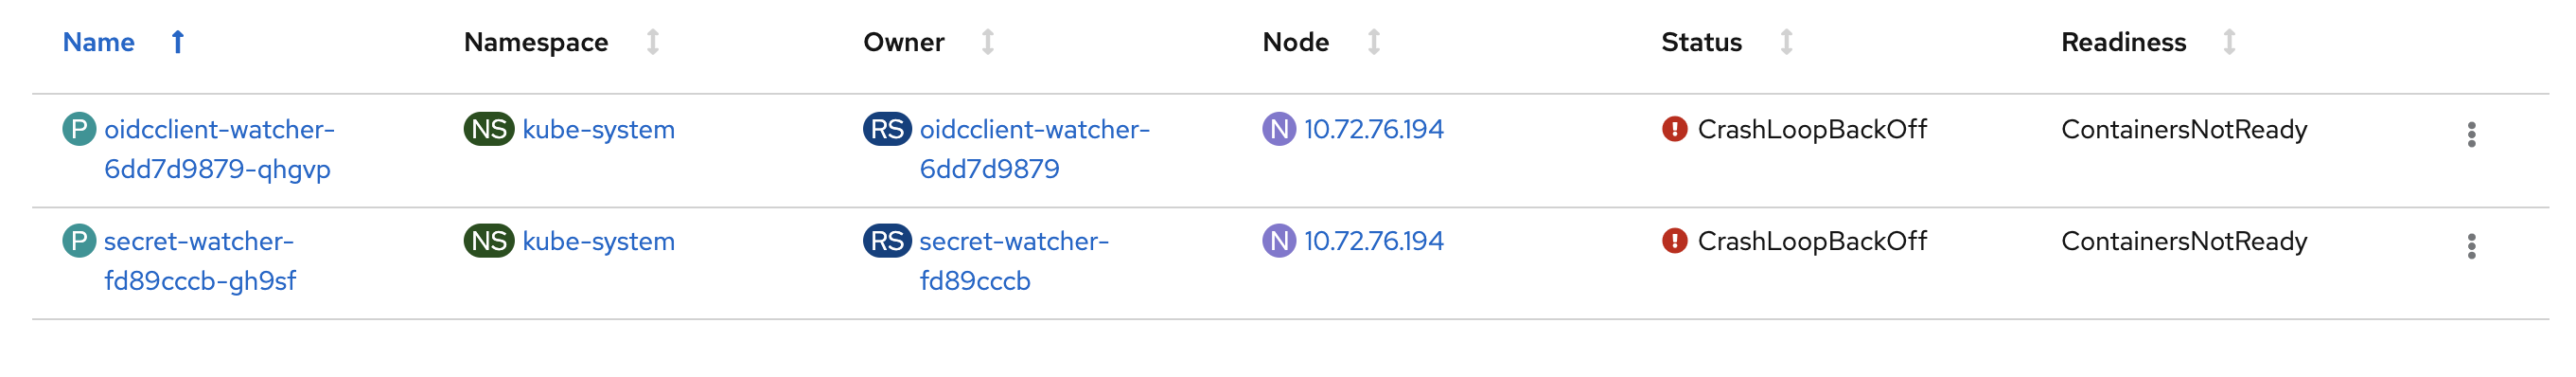 Name Namespace Owner Node Status Readiness
P oidcclient-watcher- NS kube-system RS oidcclient-watcher- N 10.72.76.194 CrashLoopBackOff ContainersNotReady
6dd7d9879-qhgvp 6dd7d9879
P secret-watcher- NS kube-system RS secret-watcher- N 10.72.76.194 CrashLoopBackOff ContainersNotReady
fd89cccb-gh9sf fd89cccb